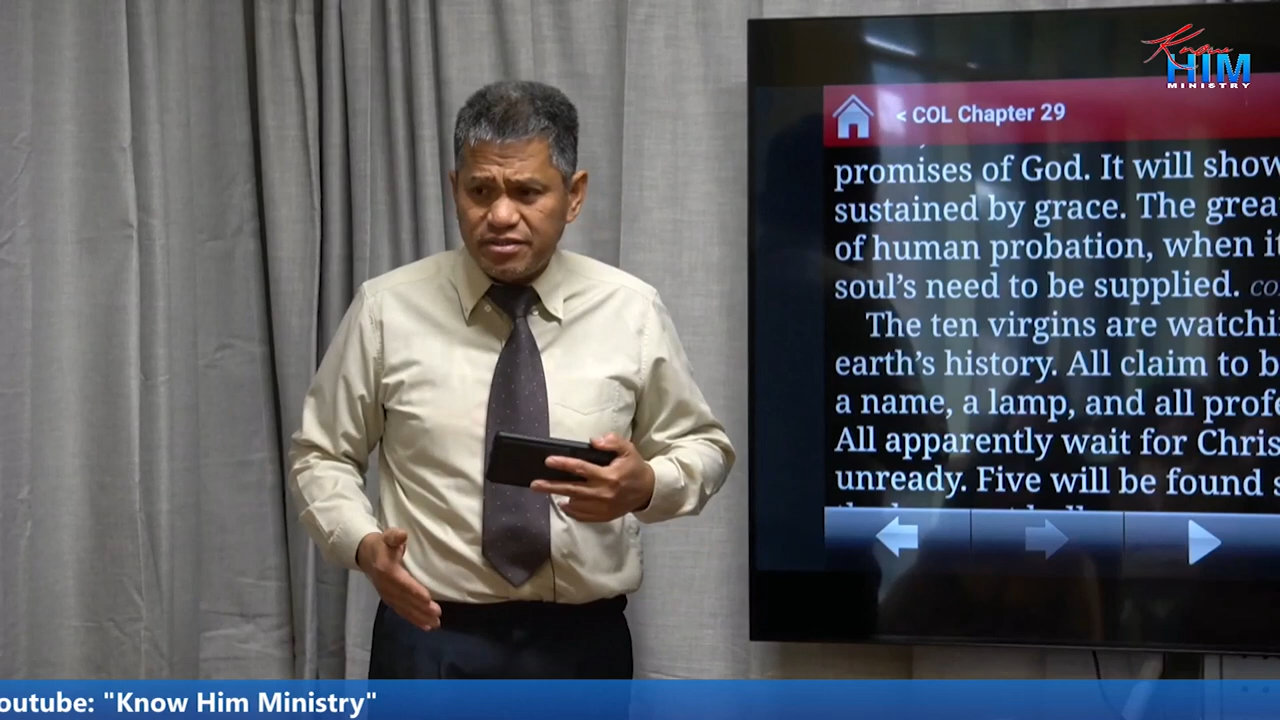 Know
HIM
MINISTRY
< COL Chapter 29
promises of God. It will show
sustained by grace. The grea
of human probation, when it
soul's need to be supplied. co
The ten virgins are watchi
earth's history. All claim to b
a name, a lamp, and all profe
All apparently wait for Chris
unready. Five will be found s
outube: "Know Him Ministry"